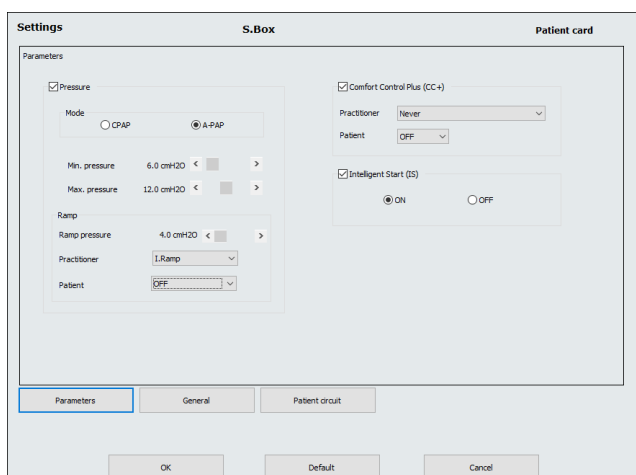 Settings
S.Box
Patient card
Parameters
Pressure
Mode
CPAP
A-PAP
Min. pressure 6.0 cmH2O < >
Max. pressure 12.0 cmH2O < >
Ramp
Ramp pressure 4.0 cmH2O < >
Practitioner I.Ramp
Patient OFF
Comfort Control Plus (CC+)
Practitioner Never
Patient OFF
Intelligent Start (IS)
ON
OFF
Parameters
General
Patient circuit
OK
Default
Cancel